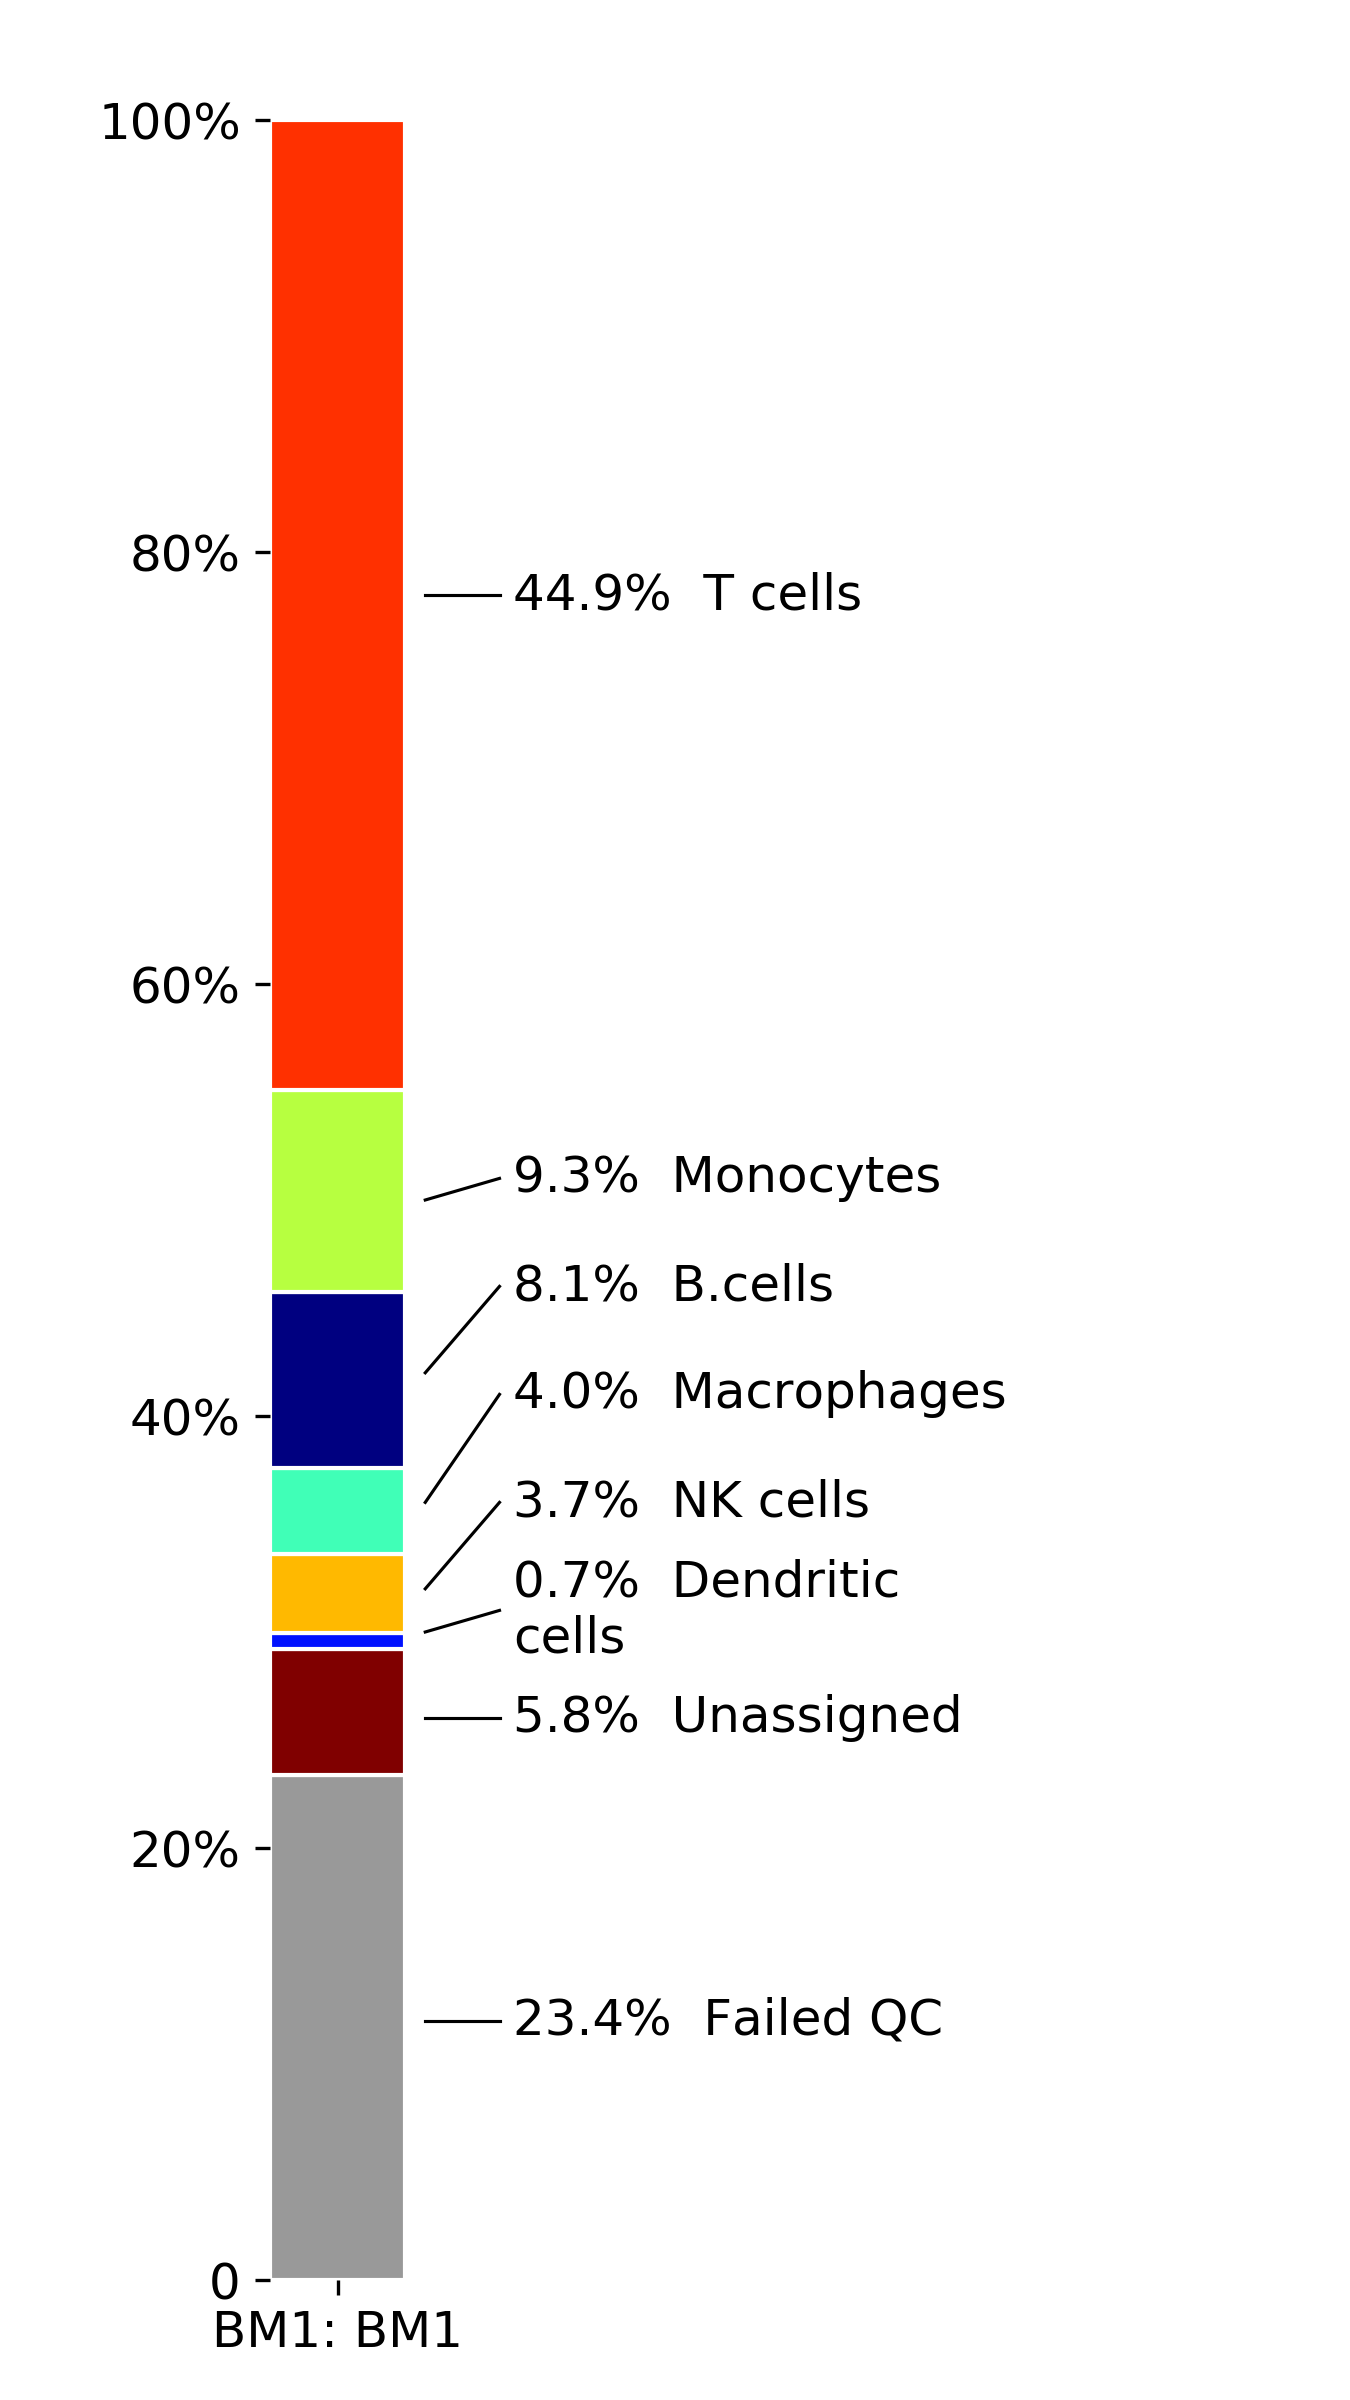 100%
80%
44.9%  T cells
60%
9.3%  Monocytes
8.1%  B.cells
4.0%  Macrophages
40%
3.7%  NK cells
0.7%  Dendritic
cells
5.8%  Unassigned
20%
23.4%  Failed QC
0
BM1: BM1